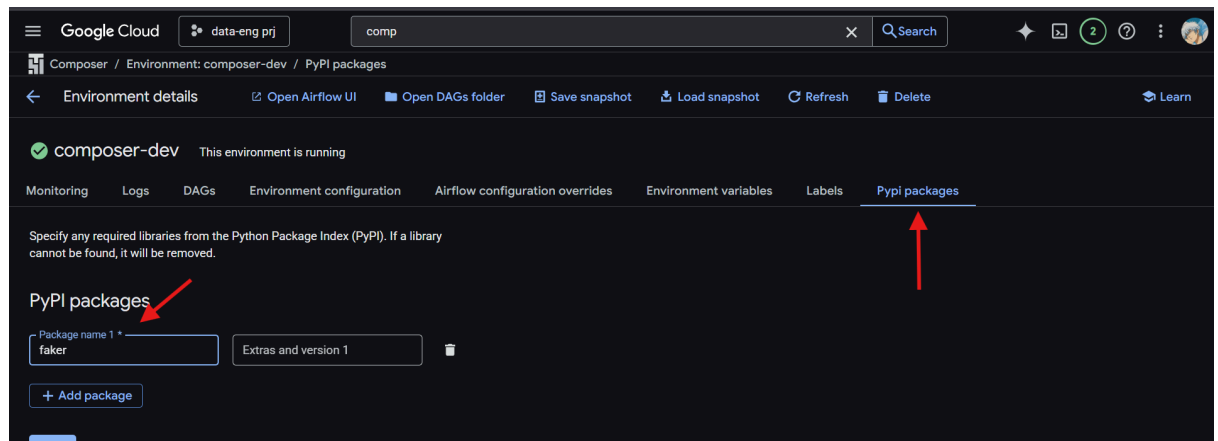 Google Cloud data-eng prj comp Search 2
Composer / Environment: composer-dev / PyPI packages
Environment details Open Airflow UI Open DAGs folder Save snapshot Load snapshot Refresh Delete Learn
composer-dev This environment is running
Monitoring Logs DAGs Environment configuration Airflow configuration overrides Environment variables Labels Pypi packages
Specify any required libraries from the Python Package Index (PyPI). If a library
cannot be found, it will be removed.
PyPI packages
Package name 1 *
faker Extras and version 1
+ Add package